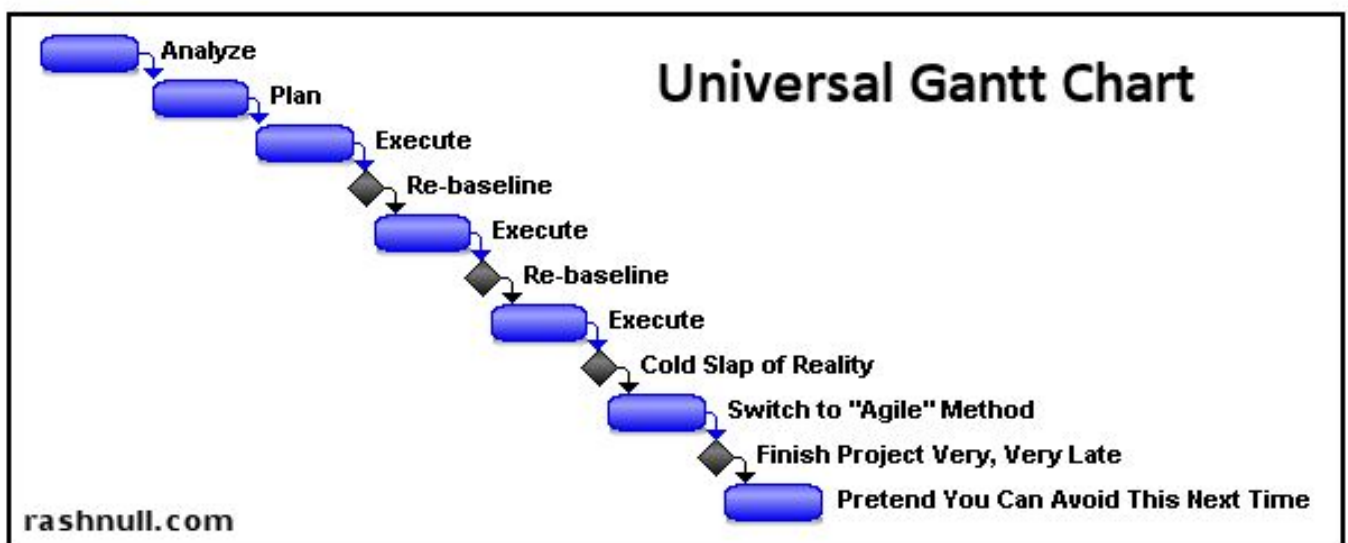 Universal Gantt Chart
Analyze
Plan
Execute
Re-baseline
Execute
Re-baseline
Execute
Cold Slap of Reality
Switch to "Agile" Method
Finish Project Very, Very Late
Pretend You Can Avoid This Next Time
rashnull.com